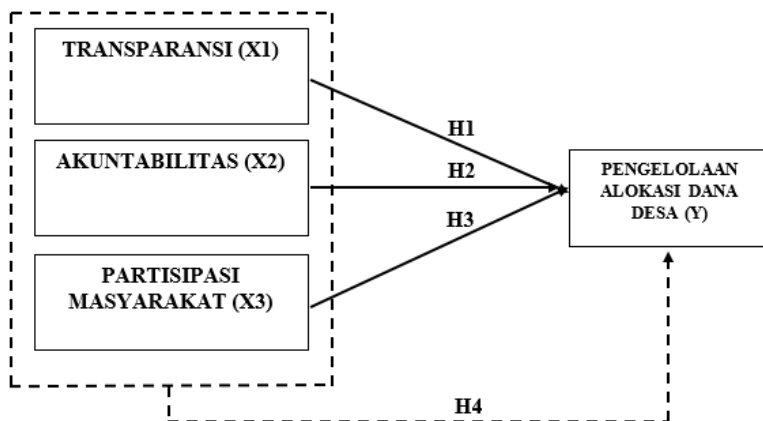 TRANSPARANSI (X1)
H1
AKUNTABILITAS (X2)
H2
PENGELOLAAN
ALOKASI DANA
DESA (Y)
H3
PARTISIPASI
MASYARAKAT (X3)
H4